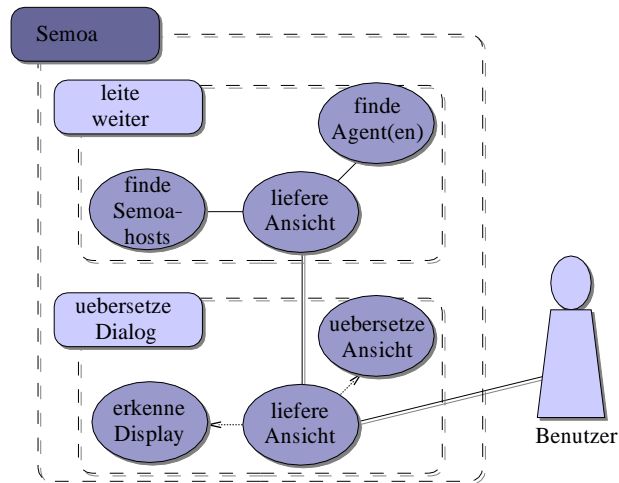 Semoa
leite
weiter
finde
Agent(en)
finde
Semoa-
hosts
liefere
Ansicht
uebersetze
Dialog
uebersetze
Ansicht
erkenne
Display
liefere
Ansicht
Benutzer